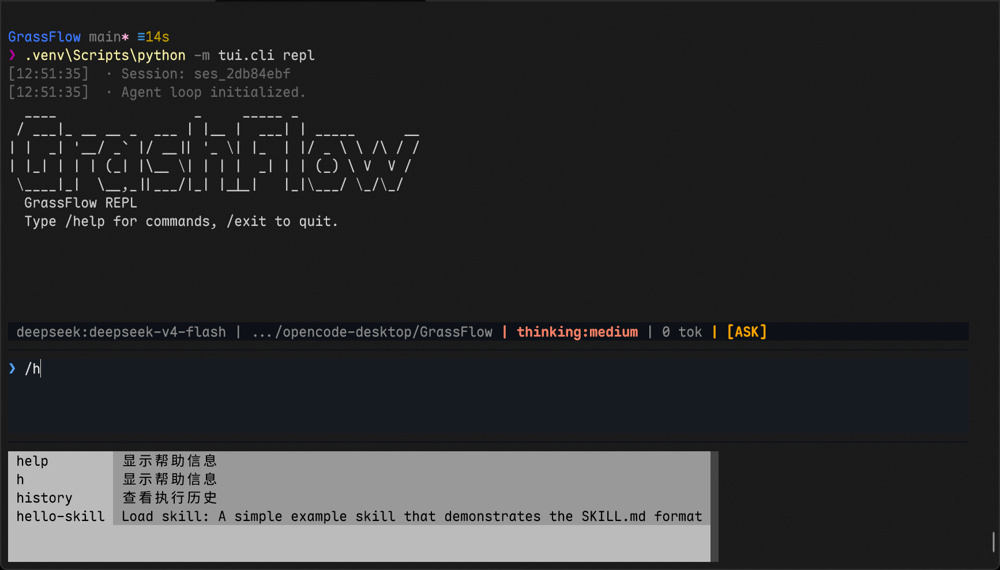 GrassFlow main* ≡14s
❯ .venv\Scripts\python -m tui.cli repl
[12:51:35]  · Session: ses_2db84ebf
[12:51:35]  · Agent loop initialized.
  ____                 _     _____ _
 / ___|_ __ __ _  ___ | |__ |  ___| | _____      __
| |  _| '__/ _` |/ __|| '_ \| |_  | |/ _ \ \ /\ / /
| |_| | | | (_| |\__ \| | | |  _| | | (_) \ V  V /
 \____|_|  \__,_||___/|_| |_|_|   |_|\___/ \_/\_/
  GrassFlow REPL
  Type /help for commands, /exit to quit.
deepseek:deepseek-v4-flash | .../opencode-desktop/GrassFlow | thinking:medium | 0 tok | [ASK]
❯ /h
help 显示帮助信息
h 显示帮助信息
history 查看执行历史
hello-skill Load skill: A simple example skill that demonstrates the SKILL.md format